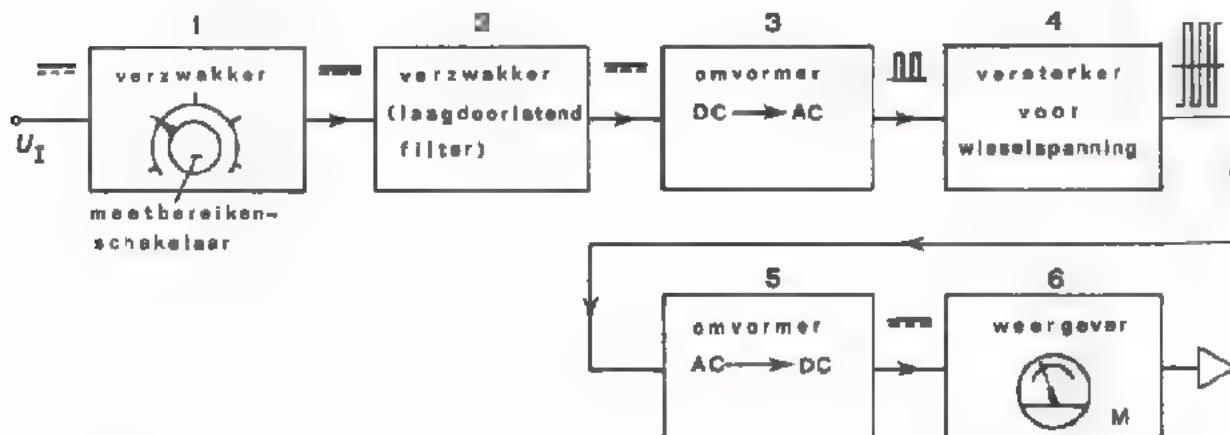 1
verzwakker
U_I
meetbereiken-
schakelaar
2
verzwakker
(laagdoorlatend
filter)
3
omvormer
DC → AC
4
versterker
voor
wisselspanning
5
omvormer
AC → DC
6
weergever
M